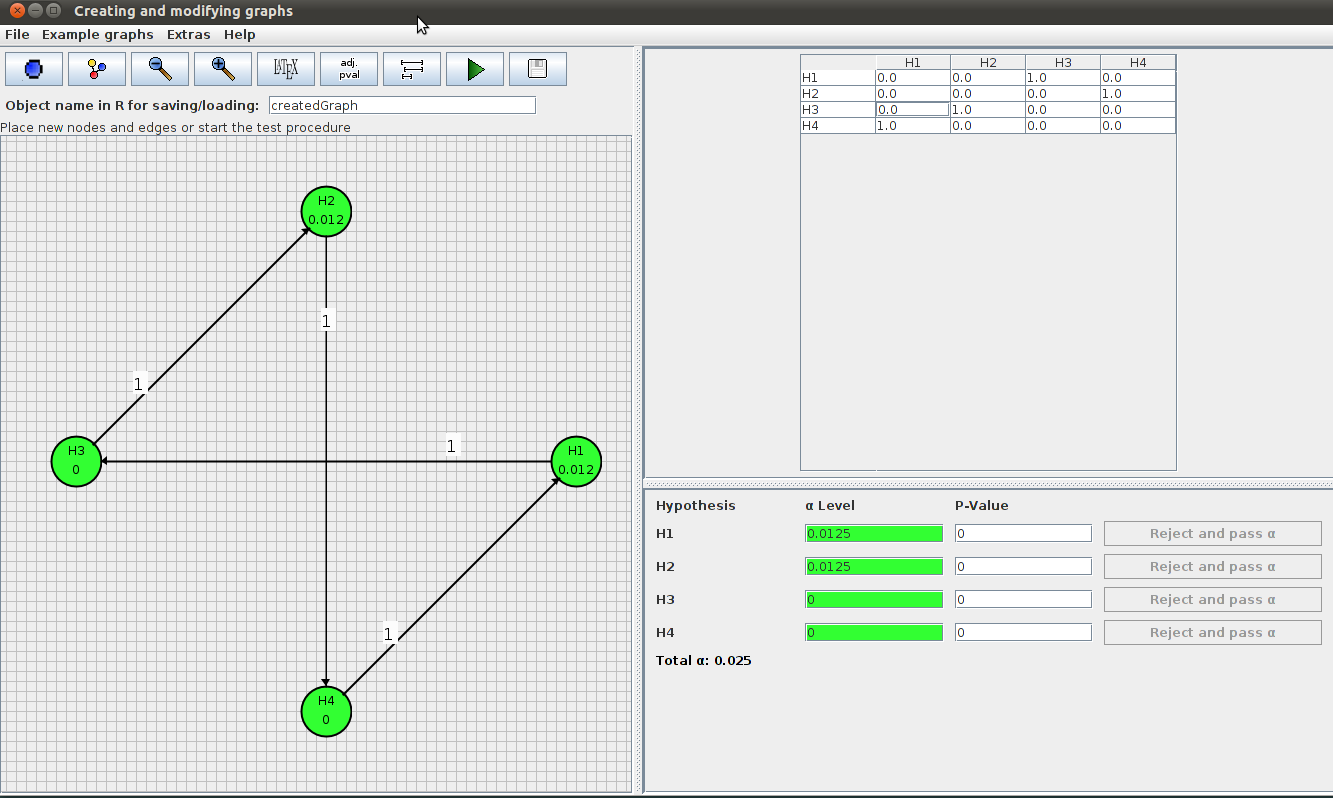 Creating and modifying graphs
File Example graphs Extras Help
LATEX
adj.
pval
Object name in R for saving/loading: createdGraph
Place new nodes and edges or start the test procedure
H2
0.012
1
1
H3
0
1
H1
0.012
1
H4
0
H1 H2 H3 H4
H1 0.0 0.0 1.0 0.0
H2 0.0 0.0 0.0 1.0
H3 0.0 1.0 0.0 0.0
H4 1.0 0.0 0.0 0.0
Hypothesis α Level P-Value
H1 0.0125 0 Reject and pass α
H2 0.0125 0 Reject and pass α
H3 0 0 Reject and pass α
H4 0 0 Reject and pass α
Total α: 0.025